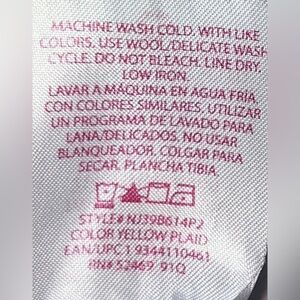 MACHINE WASH COLD. WITH LIKE
COLORS. USE WOOL/DELICATE WASH
CYCLE. DO NOT BLEACH. LINE DRY.
LOW IRON.
LAVAR A MÁQUINA EN AGUA FRÍA,
CON COLORES SIMILARES, UTILIZAR
UN PROGRAMA DE LAVADO PARA
LANA/DELICADOS. NO USAR
BLANQUEADOR. COLGAR PARA
SECAR. PLANCHA TIBIA.
STYLE# NJ39B614P2
COLOR YELLOW PLAID
EAN/UPC 19344110461
RN# 52469 91Q